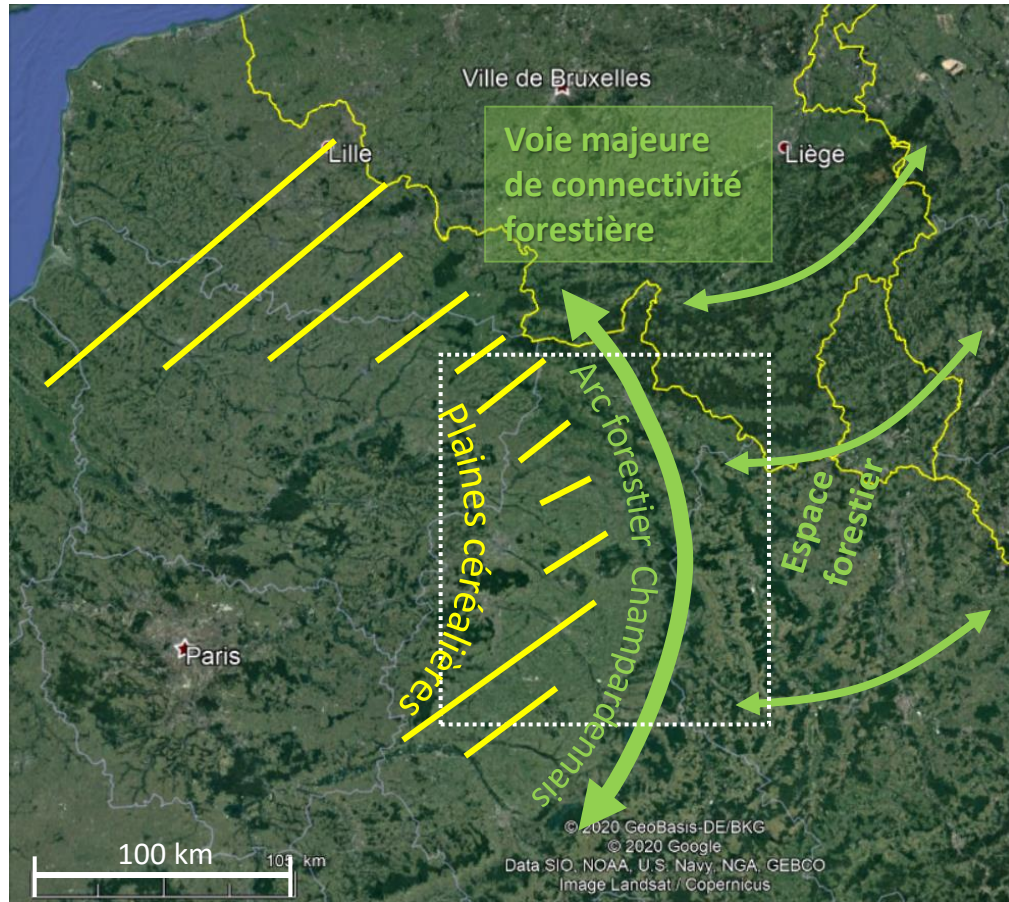 Ville de Bruxelles
Lille
Voie majeure
de connectivité
forestière
Liège
Arc forestier Champardennais
Plaines céréalières
Espace
forestier
Paris
© 2020 GeoBasis-DE/BKG
© 2020 Google
Data SIO, NOAA, U.S. Navy, NGA, GEBCO
Image Landsat / Copernicus
100 km
105 km